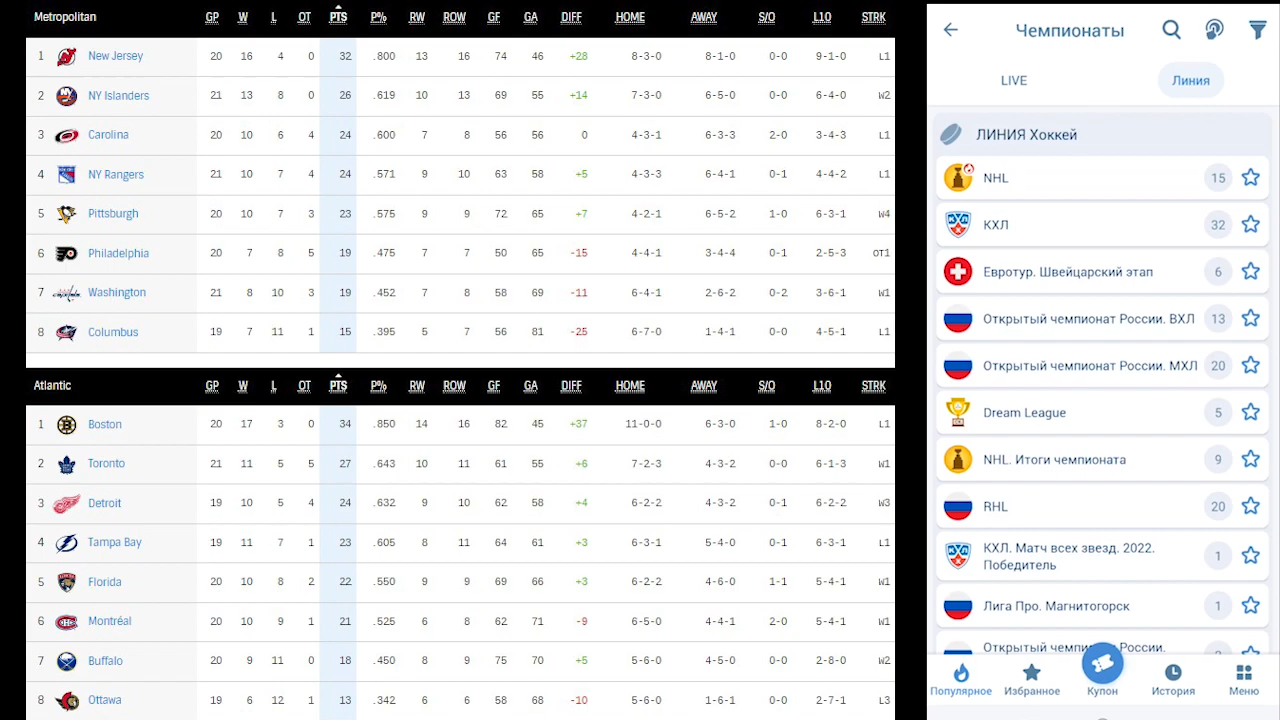 Metropolitan GP W L OT PTS P% RW ROW GF GA DIFF HOME AWAY S/O L10 STRK
1 New Jersey 20 16 4 0 32 .800 13 16 74 46 +28 8-3-0 8-1-0 0-0 9-1-0 L1
2 NY Islanders 21 13 8 0 26 .619 10 13 69 55 +14 7-3-0 6-5-0 0-0 6-4-0 W2
3 Carolina 20 10 6 4 24 .600 7 8 56 56 0 4-3-1 6-3-3 2-0 3-4-3 L1
4 NY Rangers 21 10 7 4 24 .571 9 10 63 58 +5 4-3-3 6-4-1 0-1 4-4-2 L1
5 Pittsburgh 20 10 7 3 23 .575 9 9 72 65 +7 4-2-1 6-5-2 1-0 6-3-1 W4
6 Philadelphia 20 7 8 5 19 .475 7 7 50 65 -15 4-4-1 3-4-4 0-1 2-5-3 OT1
7 Washington 21 8 10 3 19 .452 7 8 58 69 -11 6-4-1 2-6-2 0-2 3-6-1 W1
8 Columbus 19 7 11 1 15 .395 5 7 56 81 -25 6-7-0 1-4-1 0-0 4-5-1 L1
Atlantic GP W L OT PTS P% RW ROW GF GA DIFF HOME AWAY S/O L10 STRK
1 Boston 20 17 3 0 34 .850 14 16 82 45 +37 11-0-0 6-3-0 1-0 8-2-0 L1
2 Toronto 21 11 5 5 27 .643 10 11 61 55 +6 7-2-3 4-3-2 0-0 6-1-3 W1
3 Detroit 19 10 5 4 24 .632 9 10 62 58 +4 6-2-2 4-3-2 0-1 6-2-2 W3
4 Tampa Bay 19 11 7 1 23 .605 8 11 64 61 +3 6-3-1 5-4-0 0-1 6-3-1 L1
5 Florida 20 10 8 2 22 .550 9 9 69 66 +3 6-2-2 4-6-0 1-1 5-4-1 W1
6 Montréal 20 10 9 1 21 .525 8 8 62 71 -9 6-5-0 4-4-1 2-0 5-4-1 W1
7 Buffalo 20 9 11 0 18 .450 9 9 75 70 +5 5-6-0 4-5-0 0-0 2-8-0 W2
8 Ottawa 19 6 12 1 13 .342 6 6 58 68 -10 5-6-0 1-6-1 0-0 2-7-1 L3
Чемпионаты
LIVE Линия
ЛИНИЯ Хоккей
NHL 15
КХЛ 32
Евротур. Швейцарский этап 6
Открытый чемпионат России. ВХЛ 13
Открытый чемпионат России. МХЛ 20
Dream League 5
NHL. Итоги чемпионата 9
RHL 20
КХЛ. Матч всех звезд. 2022.
Победитель 1
Лига Про. Магнитогорск 1
Открытый чемпионат России.
Популярное Избранное Купон История Меню